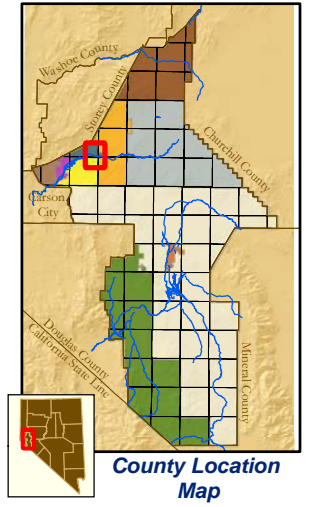 Washoe County
Storey County
Churchill County
Carson
City
Douglas County
California State Line
Mineral County
County Location
Map